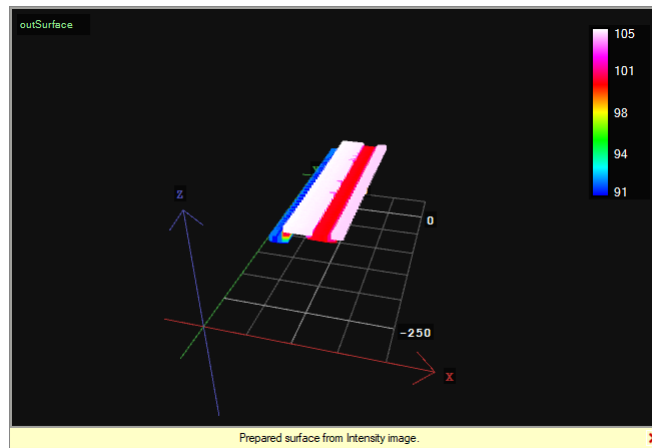 outSurface
105
101
98
94
91
Z
Y
0
-250
X
Prepared surface from Intensity image.